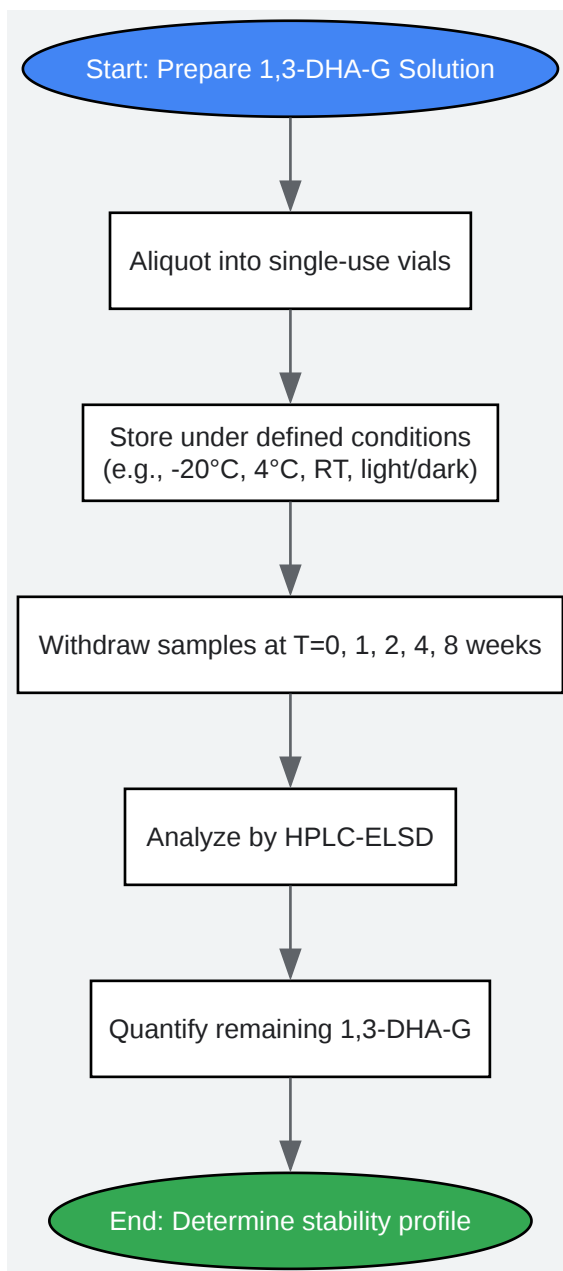 Start: Prepare 1,3-DHA-G Solution
Aliquot into single-use vials
Store under defined conditions
(e.g., -20°C, 4°C, RT, light/dark)
Withdraw samples at T=0, 1, 2, 4, 8 weeks
Analyze by HPLC-ELSD
Quantify remaining 1,3-DHA-G
End: Determine stability profile